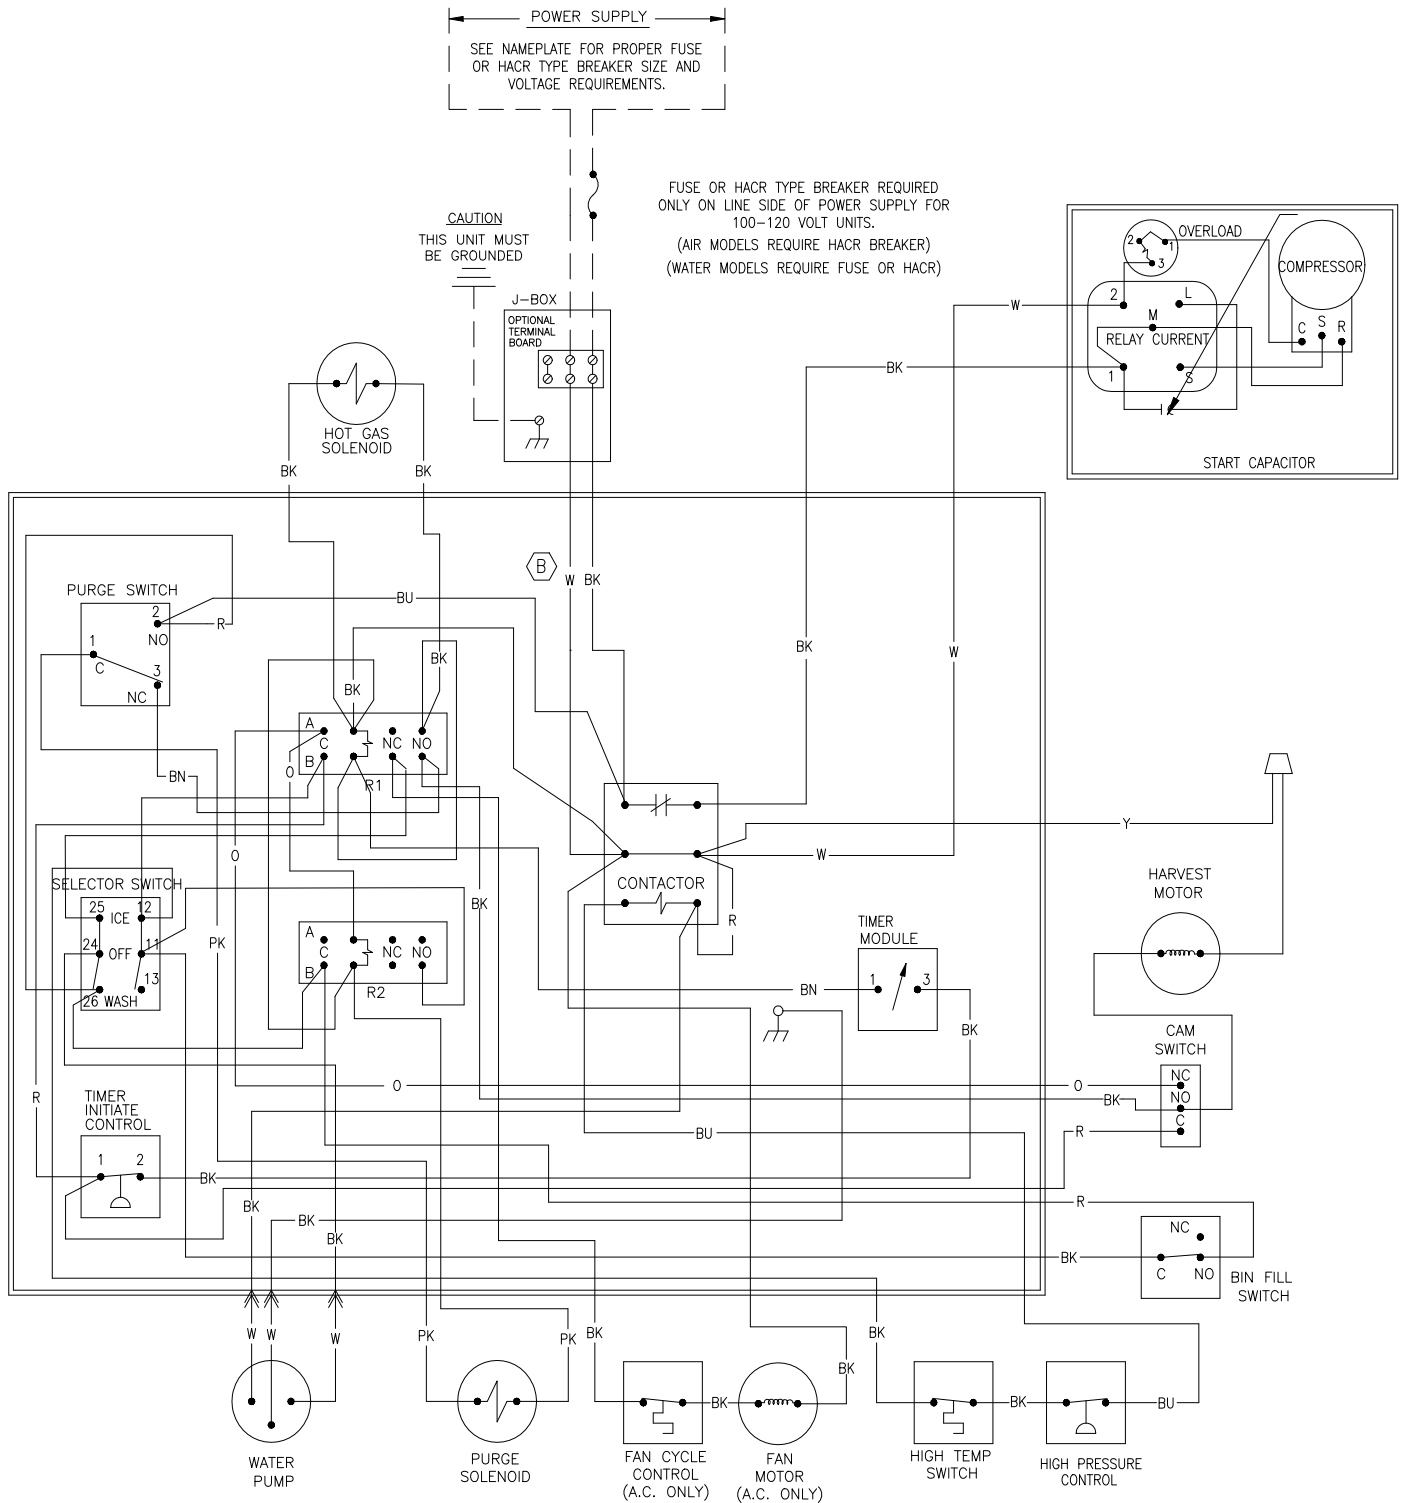 POWER SUPPLY
SEE NAMEPLATE FOR PROPER FUSE
OR HACR TYPE BREAKER SIZE AND
VOLTAGE REQUIREMENTS.
FUSE OR HACR TYPE BREAKER REQUIRED
ONLY ON LINE SIDE OF POWER SUPPLY FOR
100-120 VOLT UNITS.
(AIR MODELS REQUIRE HACR BREAKER)
(WATER MODELS REQUIRE FUSE OR HACR)
CAUTION
THIS UNIT MUST
BE GROUNDED
J-BOX
OPTIONAL
TERMINAL
BOARD
OVERLOAD
2
1
3
COMPRESSOR
C S R
2
L
M
RELAY CURRENT
1
S
START CAPACITOR
W
BK
HOT GAS
SOLENOID
BK
BK
B
W BK
PURGE SWITCH
2
NO
1
C
3
NC
R
BU
BK
W
BK
BK
BN
A
C
NC NO
B
R1
O
O
CONTACTOR
W
Y
R
SELECTOR SWITCH
25 ICE 12
24 OFF 11
13
26 WASH
BK
PK
A
C
NC NO
B
R2
TIMER
MODULE
1 3
BN
BK
HARVEST
MOTOR
CAM
SWITCH
NC
NO
C
O
O
BK
R
R
TIMER
INITIATE
CONTROL
1 2
BK
BU
BK
BK
BK
R
BK
NC
C NO
BIN FILL
SWITCH
W
W
W
PK
PK
BK
BK
BK
BK
BK
BU
WATER
PUMP
PURGE
SOLENOID
FAN CYCLE
CONTROL
(A.C. ONLY)
FAN
MOTOR
(A.C. ONLY)
HIGH TEMP
SWITCH
HIGH PRESSURE
CONTROL